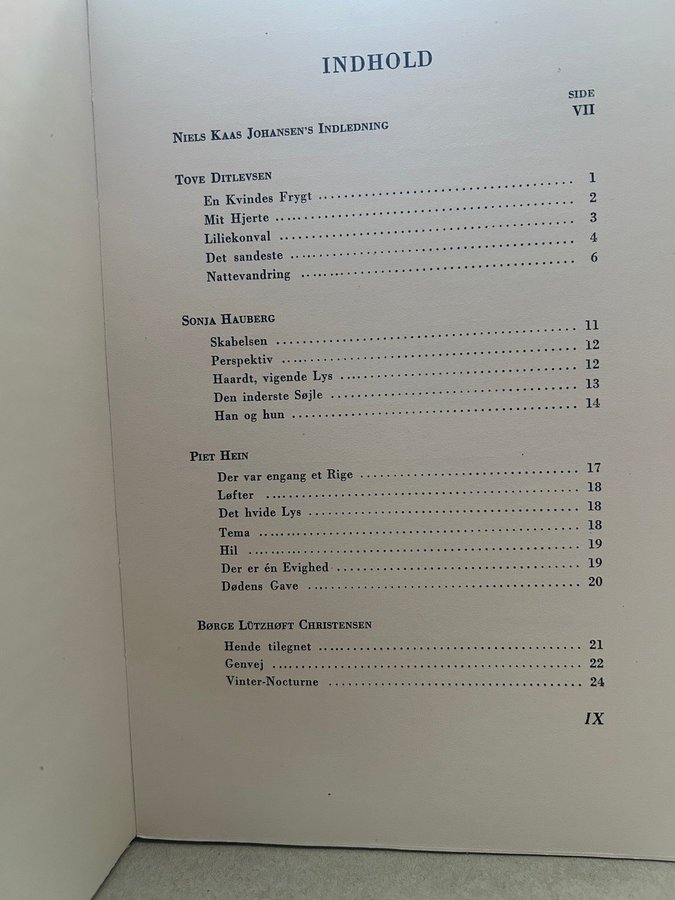 INDHOLD
SIDE
NIELS KAAS JOHANSEN'S INDLEDNING VII
TOVE DITLEVSEN
En Kvindes Frygt 1
Mit Hjerte 2
Liliekonval 3
Det sandeste 4
Nattevandring 6
SONJA HAUBERG
Skabelsen 11
Perspektiv 12
Haardt, vigende Lys 12
Den inderste Søjle 13
Han og hun 14
PIET HEIN
Der var engang et Rige 17
Løfter 18
Det hvide Lys 18
Tema 18
Hil 19
Der er én Evighed 19
Dødens Gave 20
BØRGE LÜTZHØFT CHRISTENSEN
Hende tilegnet 21
Genvej 22
Vinter-Nocturne 24
IX